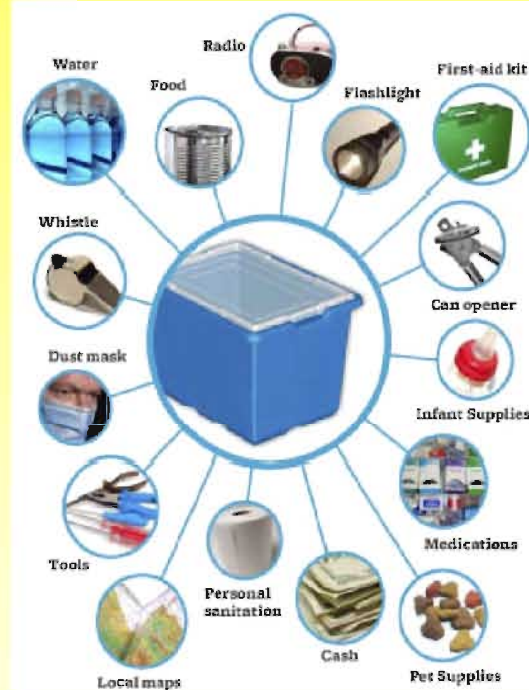 Radio
Water
First-aid kit
Food
Flashlight
Whistle
Can opener
Dust mask
Infant Supplies
Medications
Tools
Personal
sanitation
Cash
Local maps
Pet Supplies